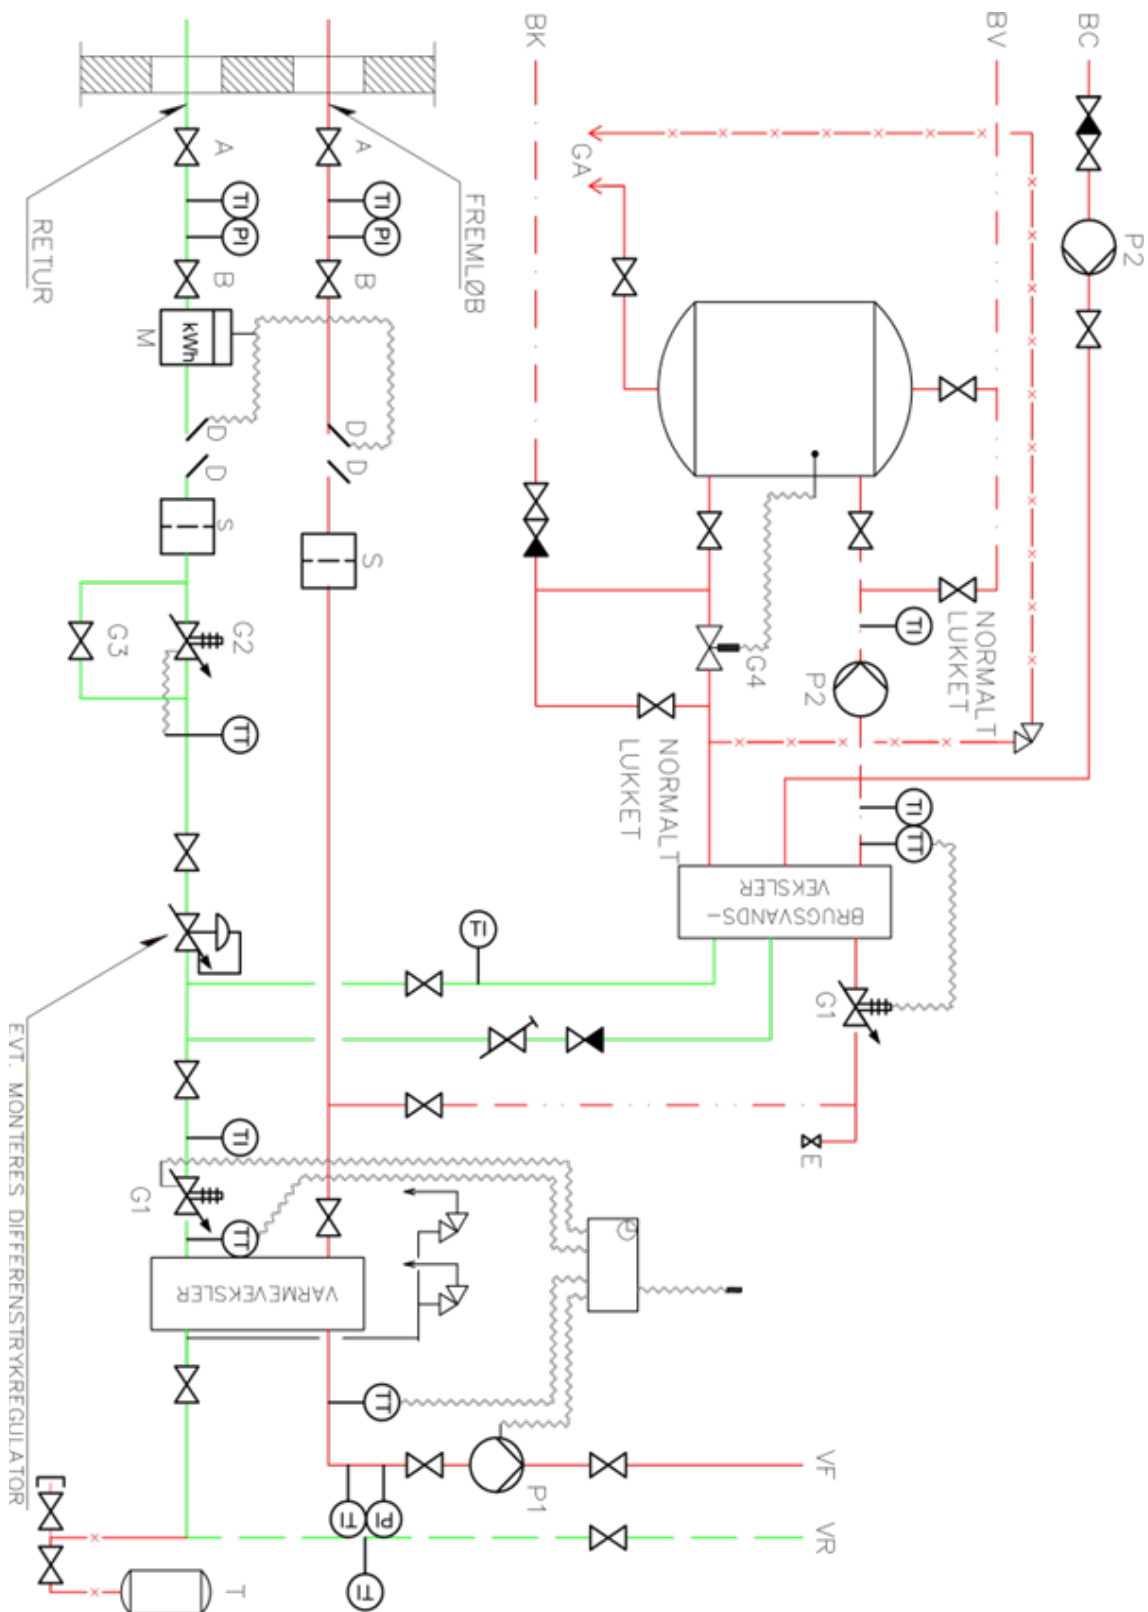 BK
BV
BC
P2
GA
A
A
TI
PI
TI
PI
FREMLØB
RETUR
B
B
M
kWh
D
D
D
D
S
S
G3
G2
TT
G4
P2
TI
NORMALT
LUKKET
NORMALT
LUKKET
TI
TT
BRUGSVANDS-
VEKSLER
TI
G1
EVT. MONTERES DIFFERENSTRYKREGULATOR
TI
E
G1
TT
VARMEVEKSLER
TT
P1
VF
TI
PI
VR
TI
T